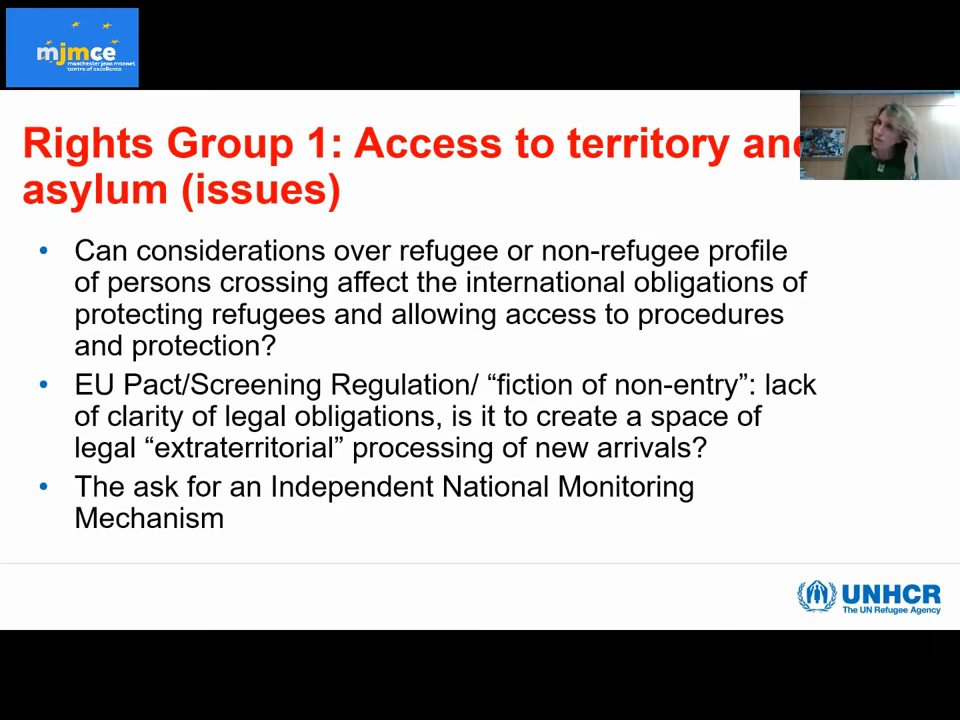 mjmce
manchester jean monnet
centre of excellence
Rights Group 1: Access to territory and
asylum (issues)
• Can considerations over refugee or non-refugee profile
of persons crossing affect the international obligations of
protecting refugees and allowing access to procedures
and protection?
• EU Pact/Screening Regulation/ “fiction of non-entry”: lack
of clarity of legal obligations, is it to create a space of
legal “extraterritorial” processing of new arrivals?
• The ask for an Independent National Monitoring
Mechanism
UNHCR
The UN Refugee Agency